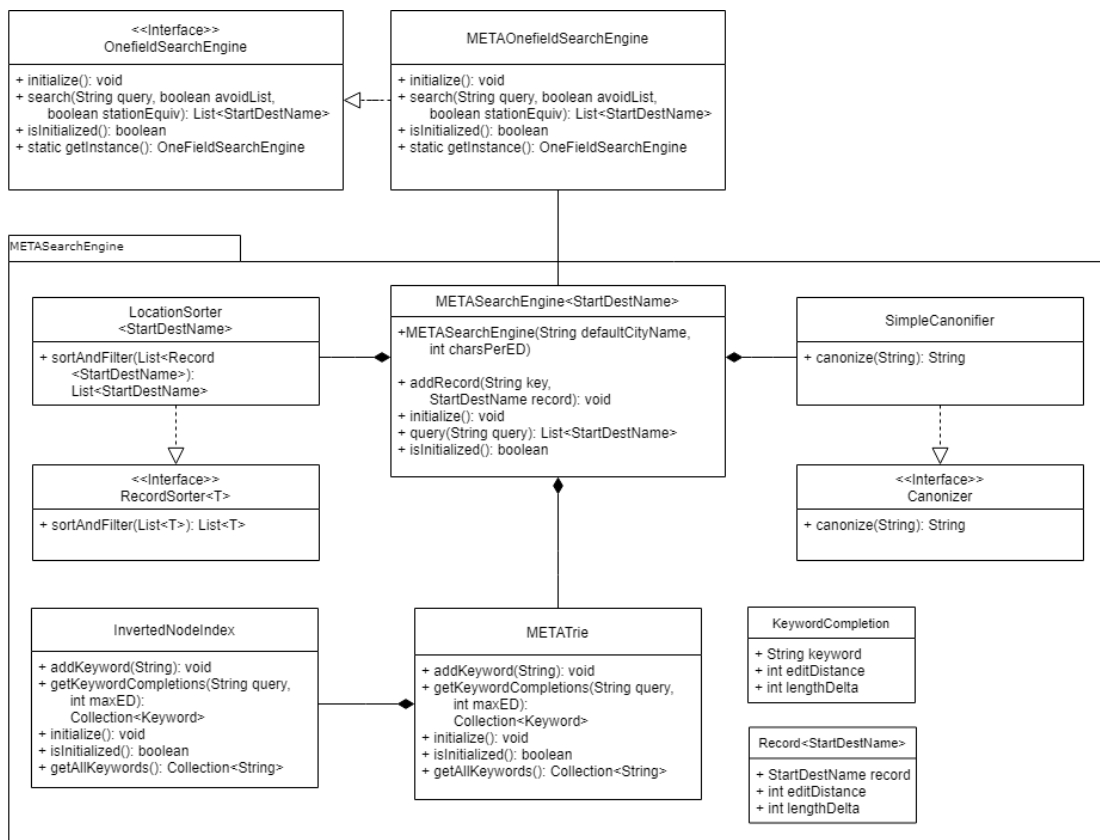 <<Interface>>
OnefieldSearchEngine
+ initialize(): void
+ search(String query, boolean avoidList,
boolean stationEquiv): List<StartDestName>
+ isInitialized(): boolean
+ static getInstance(): OneFieldSearchEngine
METAOnefieldSearchEngine
+ initialize(): void
+ search(String query, boolean avoidList,
boolean stationEquiv): List<StartDestName>
+ isInitialized(): boolean
+ static getInstance(): OneFieldSearchEngine
METASearchEngine
LocationSorter
<StartDestName>
+ sortAndFilter(List<Record
<StartDestName>):
List<StartDestName>
METASearchEngine<StartDestName>
+METASearchEngine(String defaultCityName,
int charsPerED)
+ addRecord(String key,
StartDestName record): void
+ initialize(): void
+ query(String query): List<StartDestName>
+ isInitialized(): boolean
SimpleCanonifier
+ canonize(String): String
<<Interface>>
RecordSorter<T>
+ sortAndFilter(List<T>): List<T>
<<Interface>>
Canonizer
+ canonize(String): String
InvertedNodeIndex
+ addKeyword(String): void
+ getKeywordCompletions(String query,
int maxED):
Collection<Keyword>
+ initialize(): void
+ isInitialized(): boolean
+ getAllKeywords(): Collection<String>
METATrie
+ addKeyword(String): void
+ getKeywordCompletions(String query,
int maxED):
Collection<Keyword>
+ initialize(): void
+ isInitialized(): boolean
+ getAllKeywords(): Collection<String>
KeywordCompletion
+ String keyword
+ int editDistance
+ int lengthDelta
Record<StartDestName>
+ StartDestName record
+ int editDistance
+ int lengthDelta